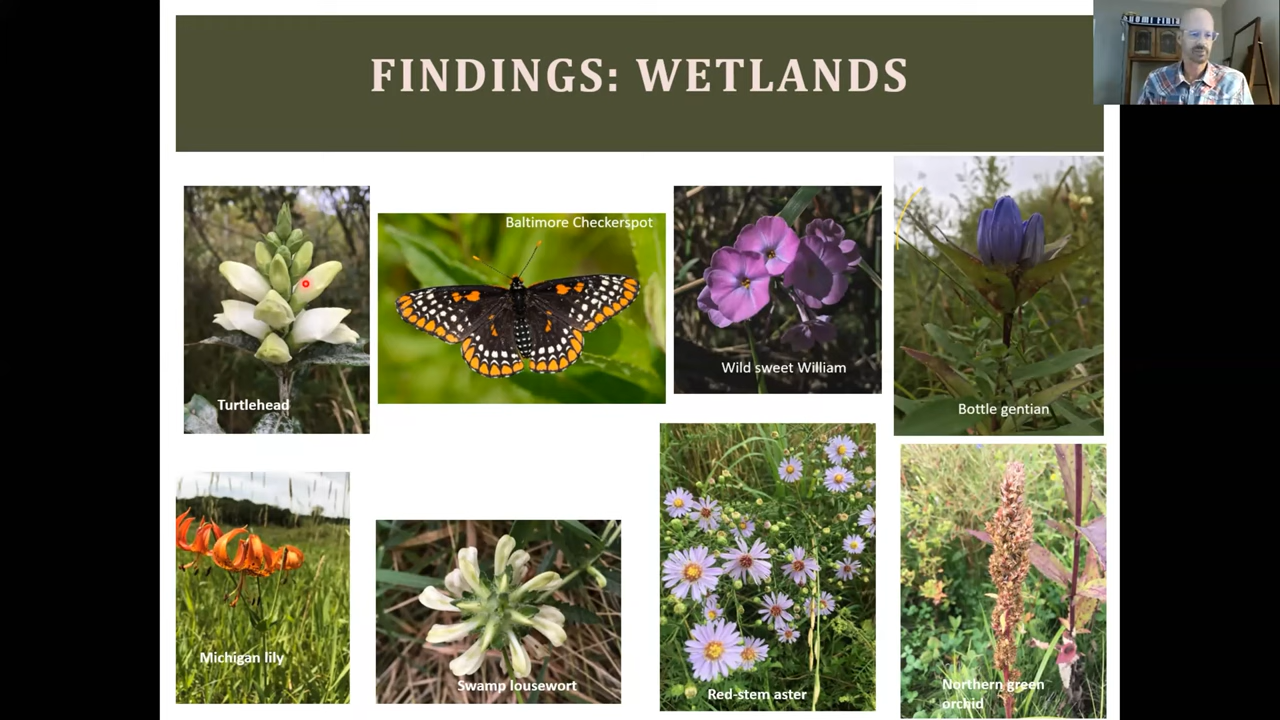 FINDINGS: WETLANDS
Baltimore Checkerspot
Wild sweet William
Turtlehead
Bottle gentian
Michigan lily
Swamp lousewort
Red-stem aster
Northern green
orchid